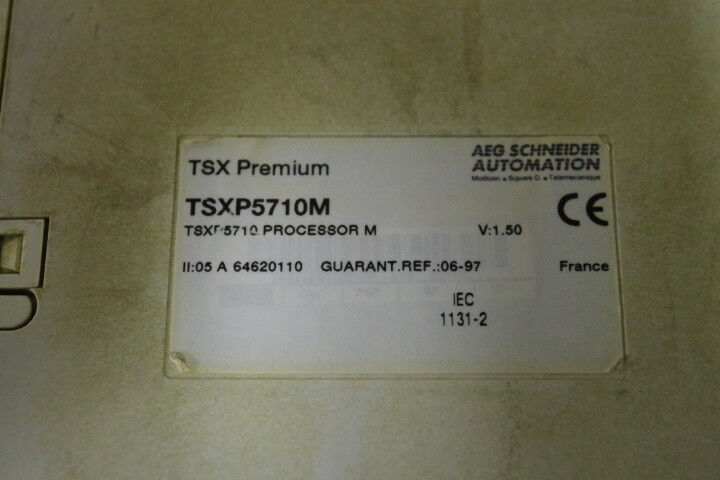 TSX Premium
AEG SCHNEIDER
AUTOMATION
Modicon • Square D • Telemecanique
TSXP5710M
TSXP5710 PROCESSOR M V:1.50
CE
II:05 A 64620110 GUARANT.REF.:06-97 France
IEC
1131-2